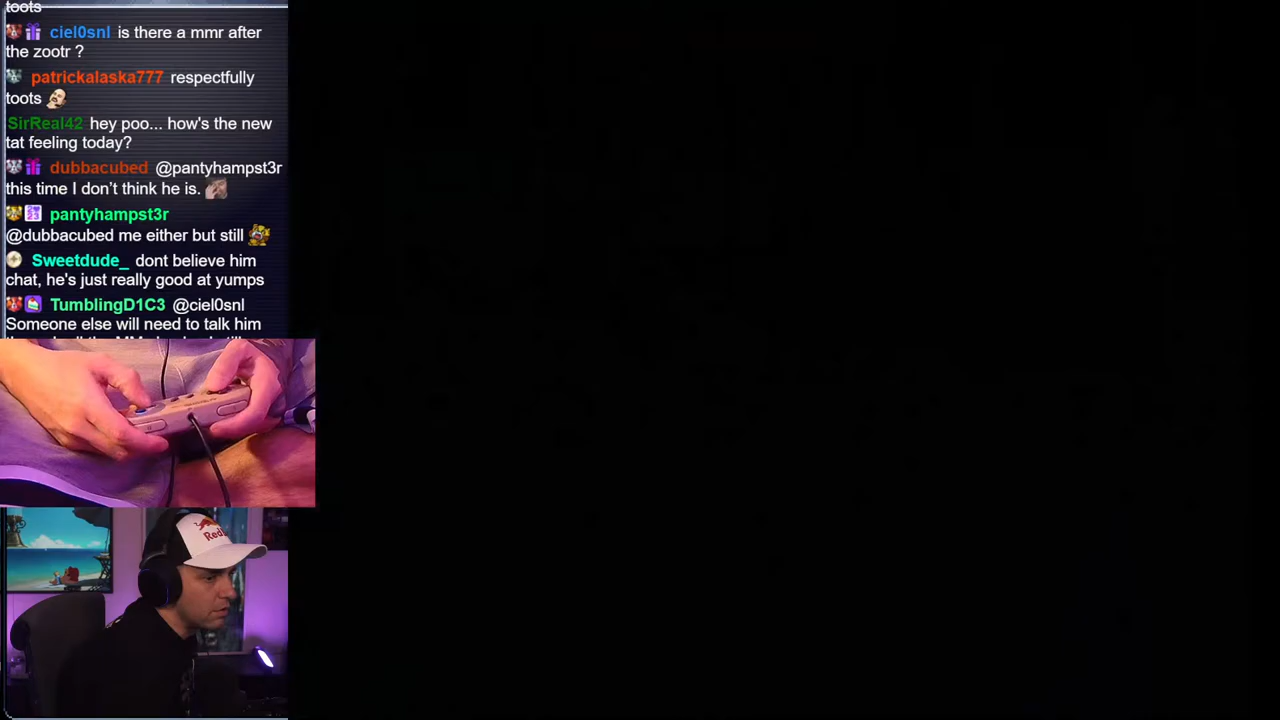 toots
ciel0snl is there a mmr after
the zootr ?
patrickalaska777 respectfully
toots
SirReal42 hey poo... how's the new
tat feeling today?
dubbacubed @pantyhampst3r
this time I don’t think he is.
pantyhampst3r
@dubbacubed me either but still
Sweetdude_ dont believe him
chat, he's just really good at yumps
TumblingD1C3 @ciel0snl
Someone else will need to talk him
Red